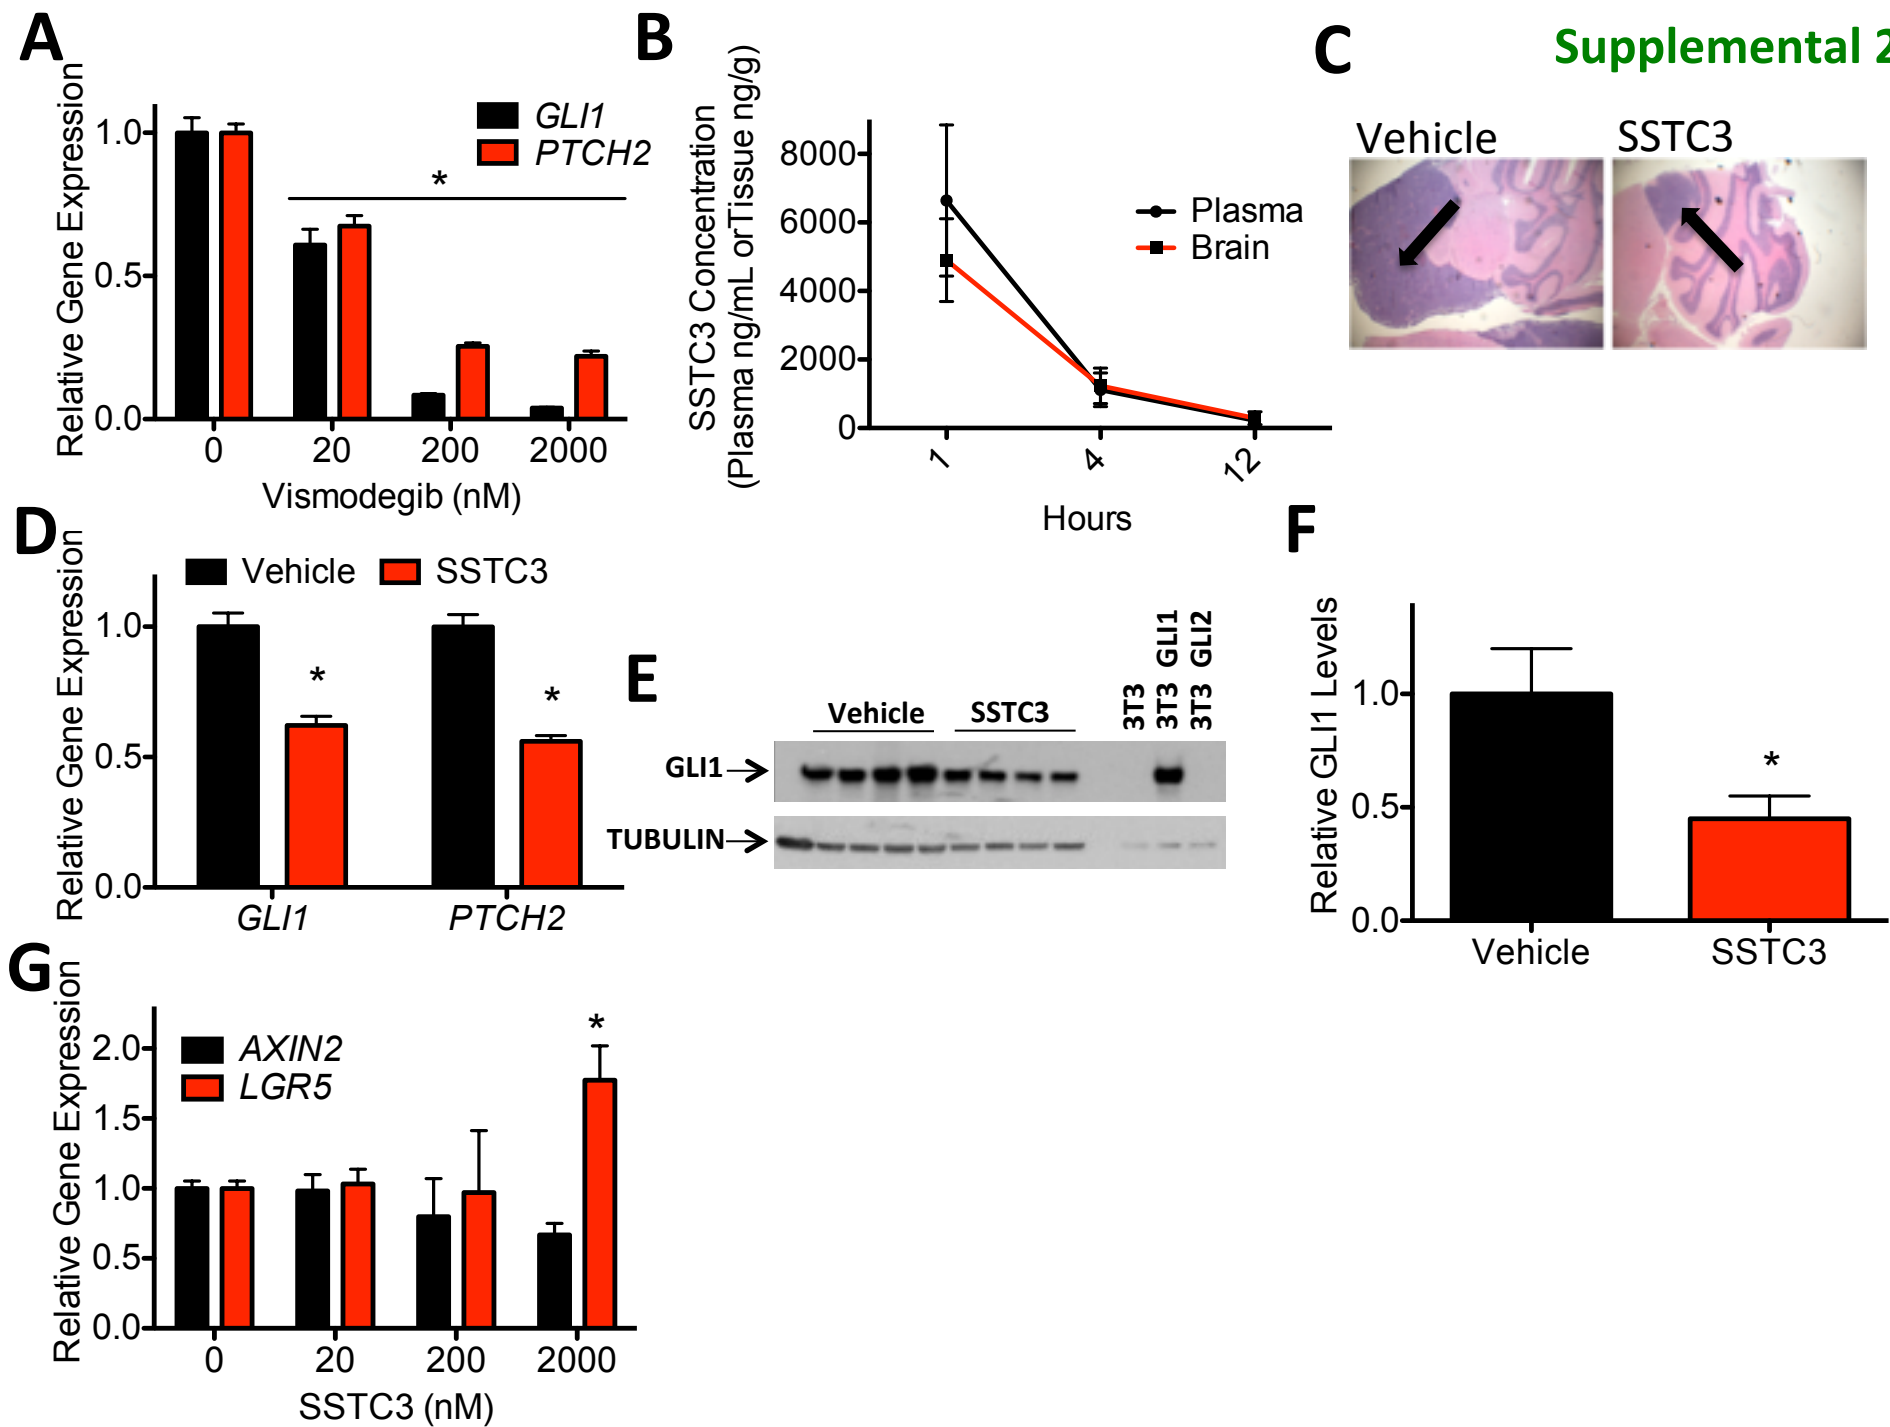 A
Relative Gene Expression
1.0
0.5
0.0
GLI1
PTCH2
*
0 20 200 2000
Vismodegib (nM)
B
SSTC3 Concentration
(Plasma ng/mL orTissue ng/g)
8000
6000
4000
2000
0
Plasma
Brain
1 4 12
Hours
C
Supplemental 2
Vehicle SSTC3
D
Relative Gene Expression
Vehicle SSTC3
1.0
0.5
0.0
*
*
GLI1 PTCH2
E
Vehicle SSTC3
3T3
3T3 GLI1
3T3 GLI2
GLI1
TUBULIN
F
Relative GLI1 Levels
1.0
0.5
0.0
*
Vehicle SSTC3
G
Relative Gene Expression
2.0
1.5
1.0
0.5
0.0
AXIN2
LGR5
*
0 20 200 2000
SSTC3 (nM)